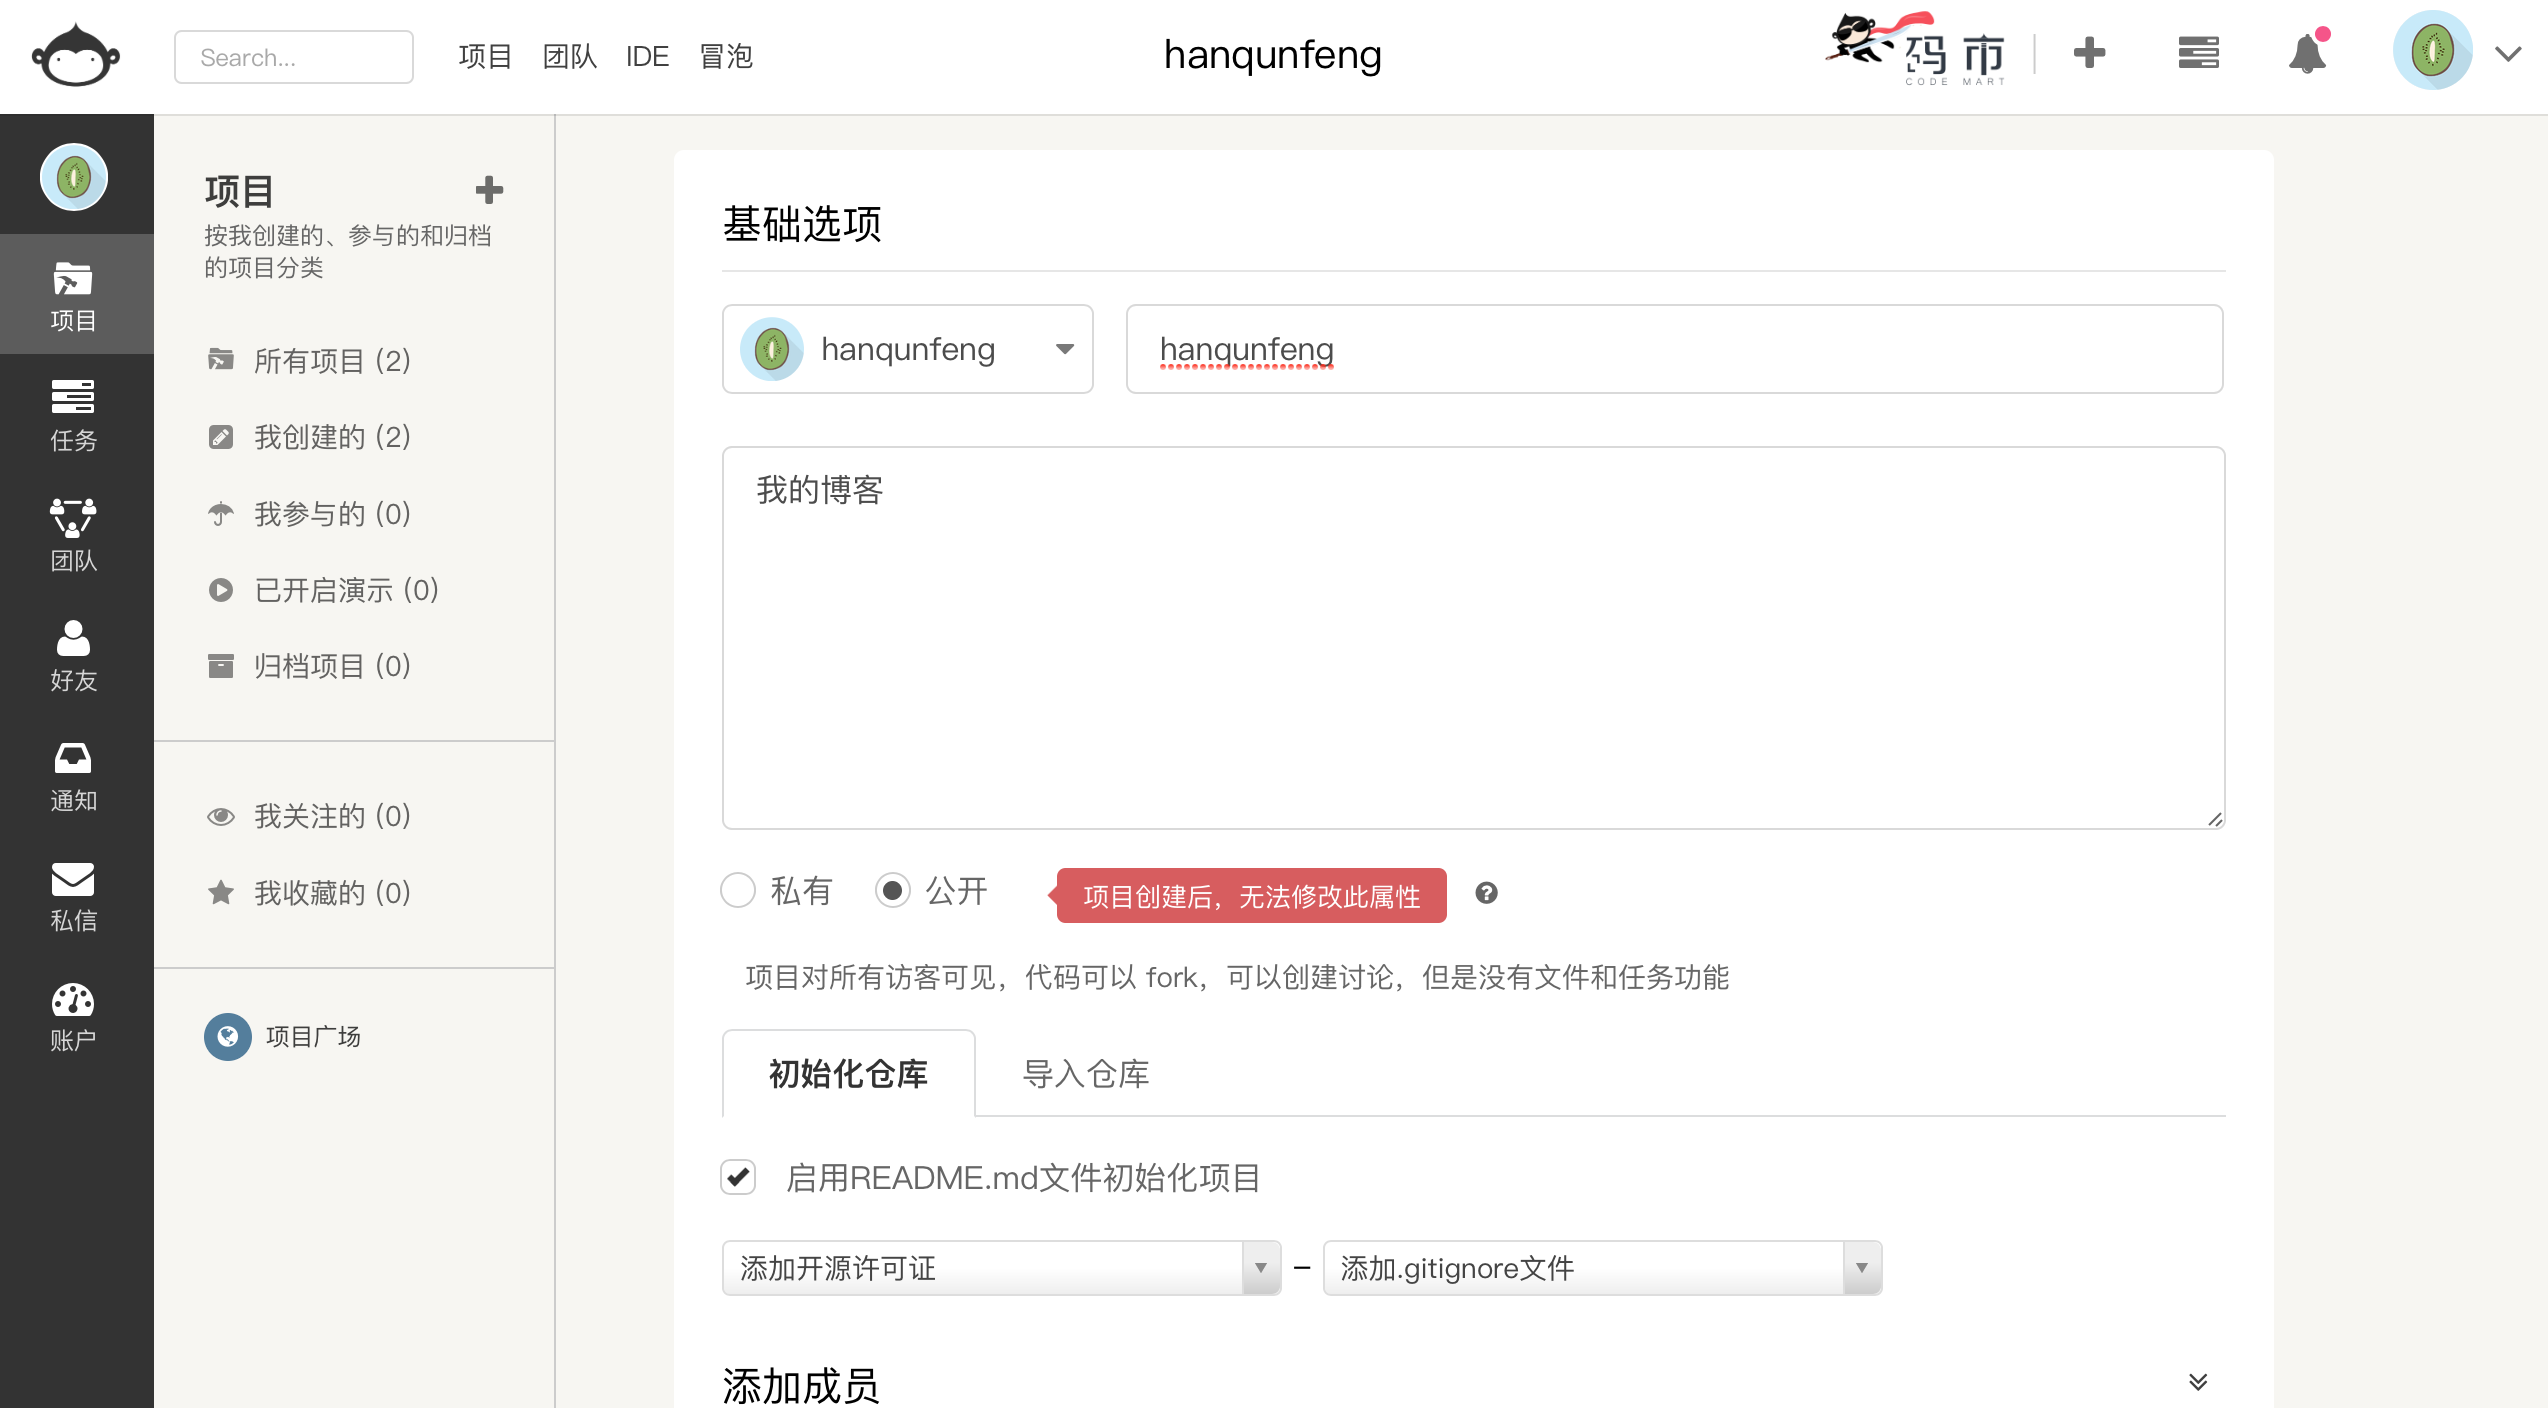 Search...
项目 团队 IDE 冒泡
hanqunfeng
码市
CODE MART
项目
任务
团队
好友
通知
私信
账户
项目
按我创建的、参与的和归档
的项目分类
所有项目 (2)
我创建的 (2)
我参与的 (0)
已开启演示 (0)
归档项目 (0)
我关注的 (0)
我收藏的 (0)
项目广场
基础选项
hanqunfeng
hanqunfeng
我的博客
私有 公开 项目创建后，无法修改此属性
项目对所有访客可见，代码可以 fork，可以创建讨论，但是没有文件和任务功能
初始化仓库 导入仓库
启用README.md文件初始化项目
添加开源许可证 – 添加.gitignore文件
添加成员